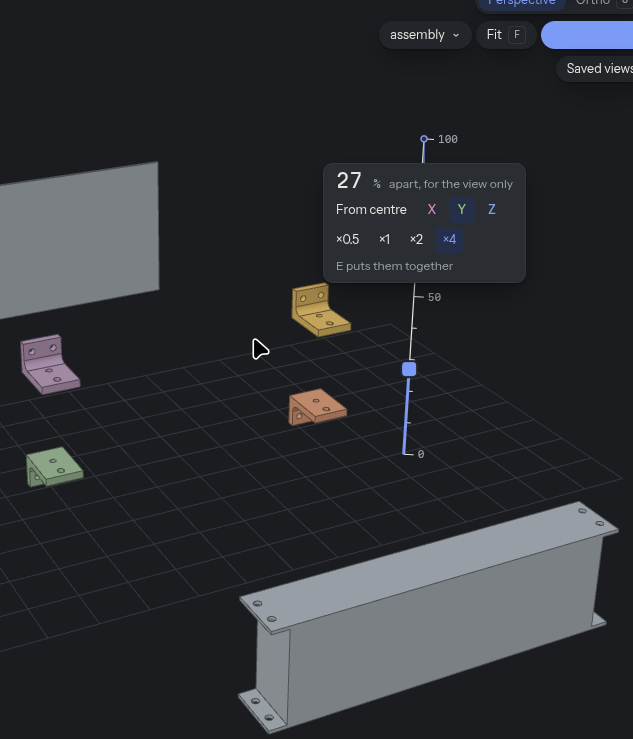 Perspective Ortho
assembly Fit F
Saved views
100
27 % apart, for the view only
From centre X Y Z
×0.5 ×1 ×2 ×4
E puts them together
50
0